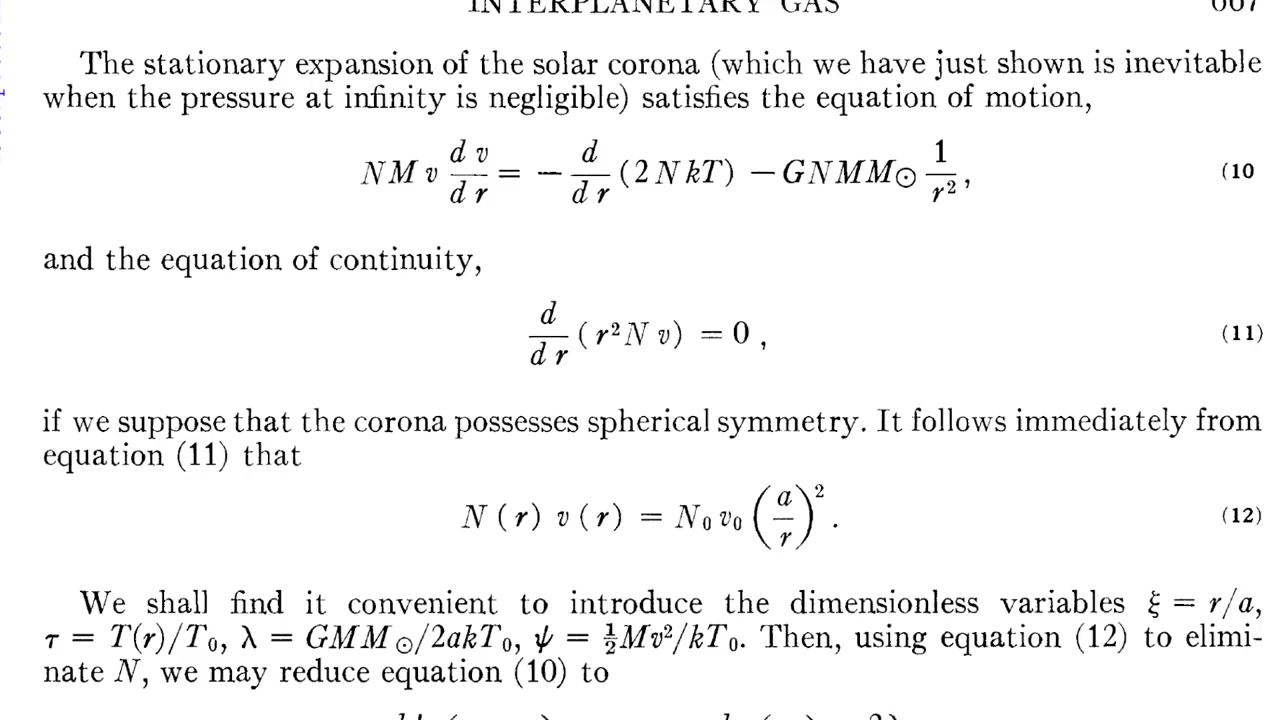 INTERPLANETARY GAS 667
The stationary expansion of the solar corona (which we have just shown is inevitable
when the pressure at infinity is negligible) satisfies the equation of motion,
NMv dv/dr = − d/dr (2NkT) − GNMM⊙ 1/r², (10
and the equation of continuity,
d/dr (r²Nv) = 0 , (11)
if we suppose that the corona possesses spherical symmetry. It follows immediately from
equation (11) that
N(r) v(r) = N₀v₀ (a/r)² . (12)
We shall find it convenient to introduce the dimensionless variables ξ = r/a,
τ = T(r)/T₀, λ = GMM⊙/2akT₀, ψ = ½Mv²/kT₀. Then, using equation (12) to elimi-
nate N, we may reduce equation (10) to